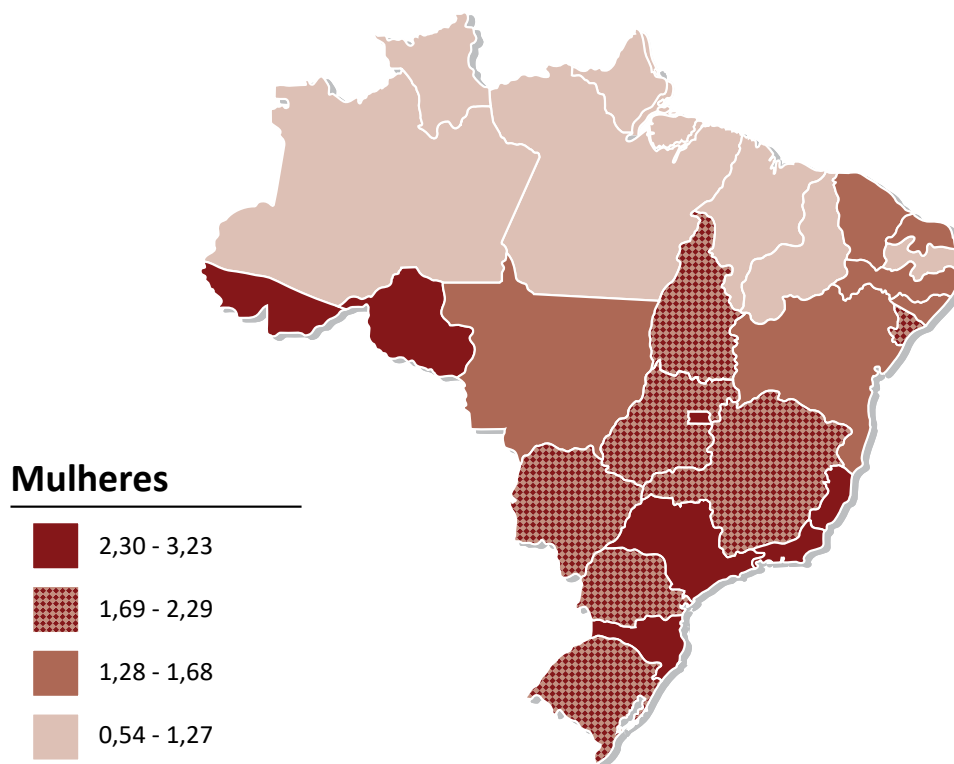 Mulheres
2,30 - 3,23
1,69 - 2,29
1,28 - 1,68
0,54 - 1,27